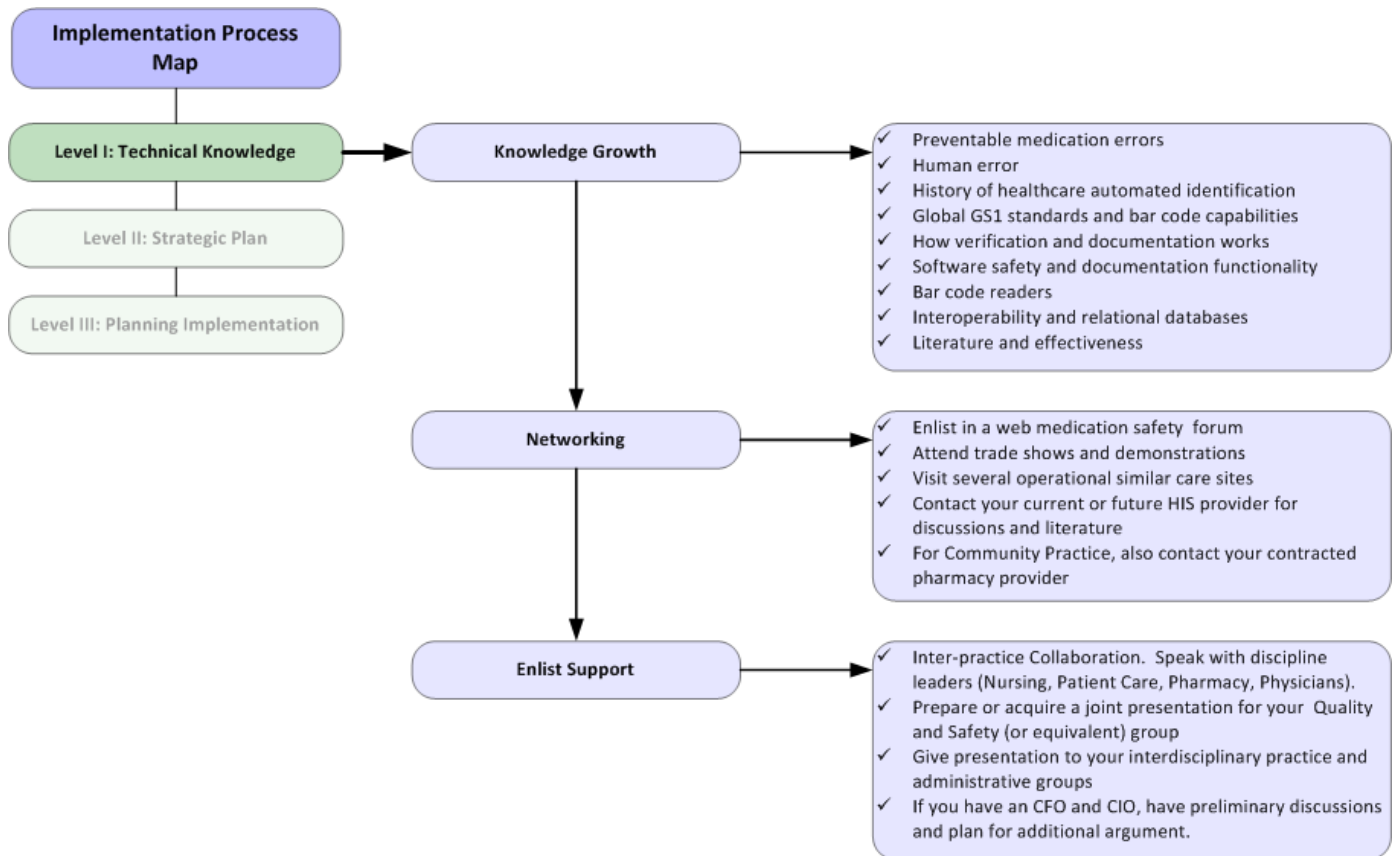 Implementation Process
Map
Level I: Technical Knowledge
Level II: Strategic Plan
Level III: Planning Implementation
Knowledge Growth
✓ Preventable medication errors
✓ Human error
✓ History of healthcare automated identification
✓ Global GS1 standards and bar code capabilities
✓ How verification and documentation works
✓ Software safety and documentation functionality
✓ Bar code readers
✓ Interoperability and relational databases
✓ Literature and effectiveness
Networking
✓ Enlist in a web medication safety forum
✓ Attend trade shows and demonstrations
✓ Visit several operational similar care sites
✓ Contact your current or future HIS provider for
discussions and literature
✓ For Community Practice, also contact your contracted
pharmacy provider
Enlist Support
✓ Inter-practice Collaboration. Speak with discipline
leaders (Nursing, Patient Care, Pharmacy, Physicians).
✓ Prepare or acquire a joint presentation for your Quality
and Safety (or equivalent) group
✓ Give presentation to your interdisciplinary practice and
administrative groups
✓ If you have an CFO and CIO, have preliminary discussions
and plan for additional argument.